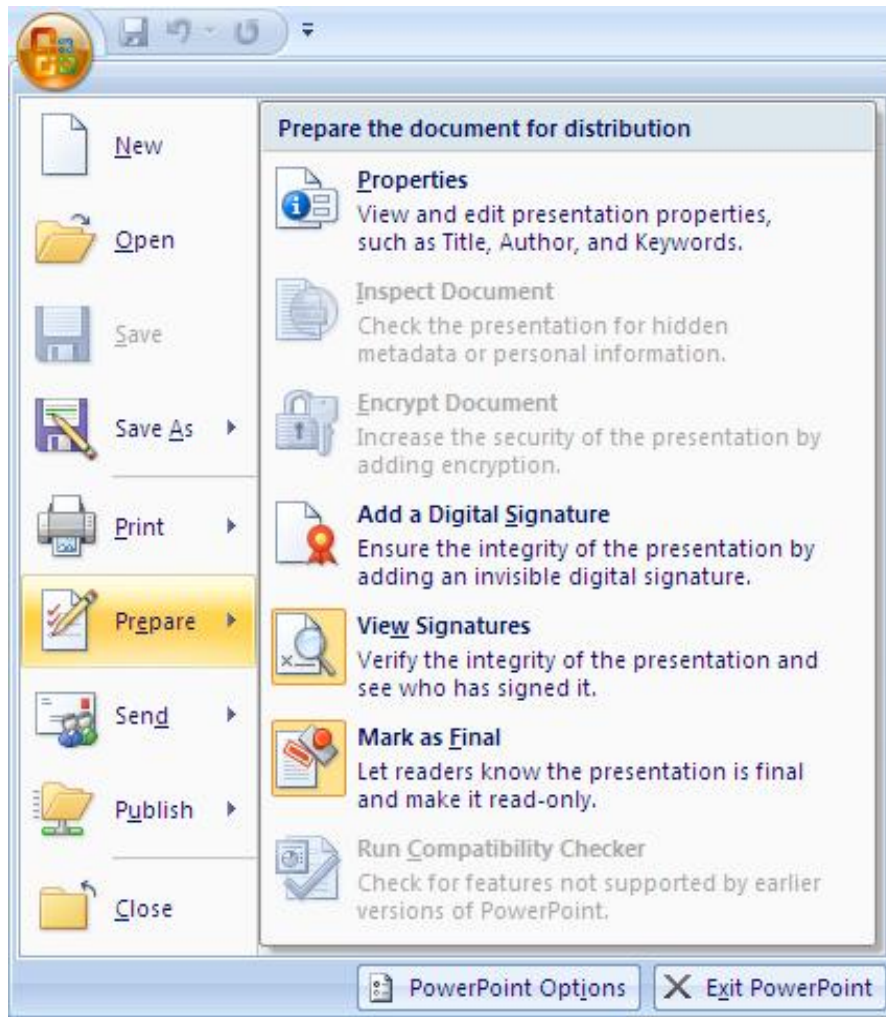 New
Open
Save
Save As
Print
Prepare
Send
Publish
Close
Prepare the document for distribution
Properties
View and edit presentation properties,
such as Title, Author, and Keywords.
Inspect Document
Check the presentation for hidden
metadata or personal information.
Encrypt Document
Increase the security of the presentation by
adding encryption.
Add a Digital Signature
Ensure the integrity of the presentation by
adding an invisible digital signature.
View Signatures
Verify the integrity of the presentation and
see who has signed it.
Mark as Final
Let readers know the presentation is final
and make it read-only.
Run Compatibility Checker
Check for features not supported by earlier
versions of PowerPoint.
PowerPoint Options
Exit PowerPoint